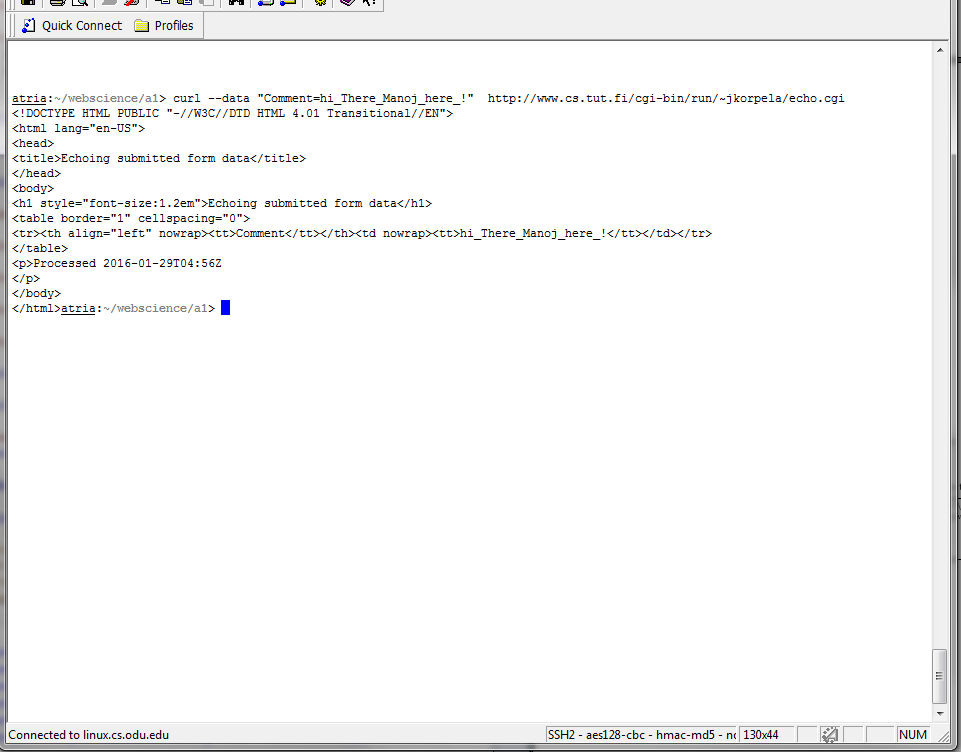 Quick Connect Profiles
atria:~/webscience/a1> curl --data "Comment=hi_There_Manoj_here_!"  http://www.cs.tut.fi/cgi-bin/run/~jkorpela/echo.cgi
<!DOCTYPE HTML PUBLIC "-//W3C//DTD HTML 4.01 Transitional//EN">
<html lang="en-US">
<head>
<title>Echoing submitted form data</title>
</head>
<body>
<h1 style="font-size:1.2em">Echoing submitted form data</h1>
<table border="1" cellspacing="0">
<tr><th align="left" nowrap><tt>Comment</tt></th><td nowrap><tt>hi_There_Manoj_here_!</tt></td></tr>
</table>
<p>Processed 2016-01-29T04:56Z
</p>
</body>
</html>atria:~/webscience/a1>
Connected to linux.cs.odu.edu SSH2 - aes128-cbc - hmac-md5 - 130x44 NUM